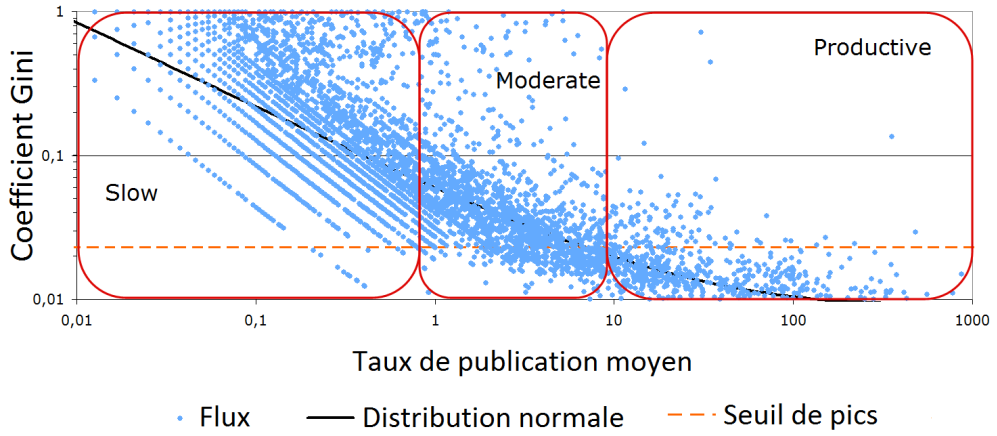 1
Productive
Moderate
Coefficient Gini
0,1
Slow
0,01
0,01 0,1 1 10 100 1000
Taux de publication moyen
Flux Distribution normale Seuil de pics